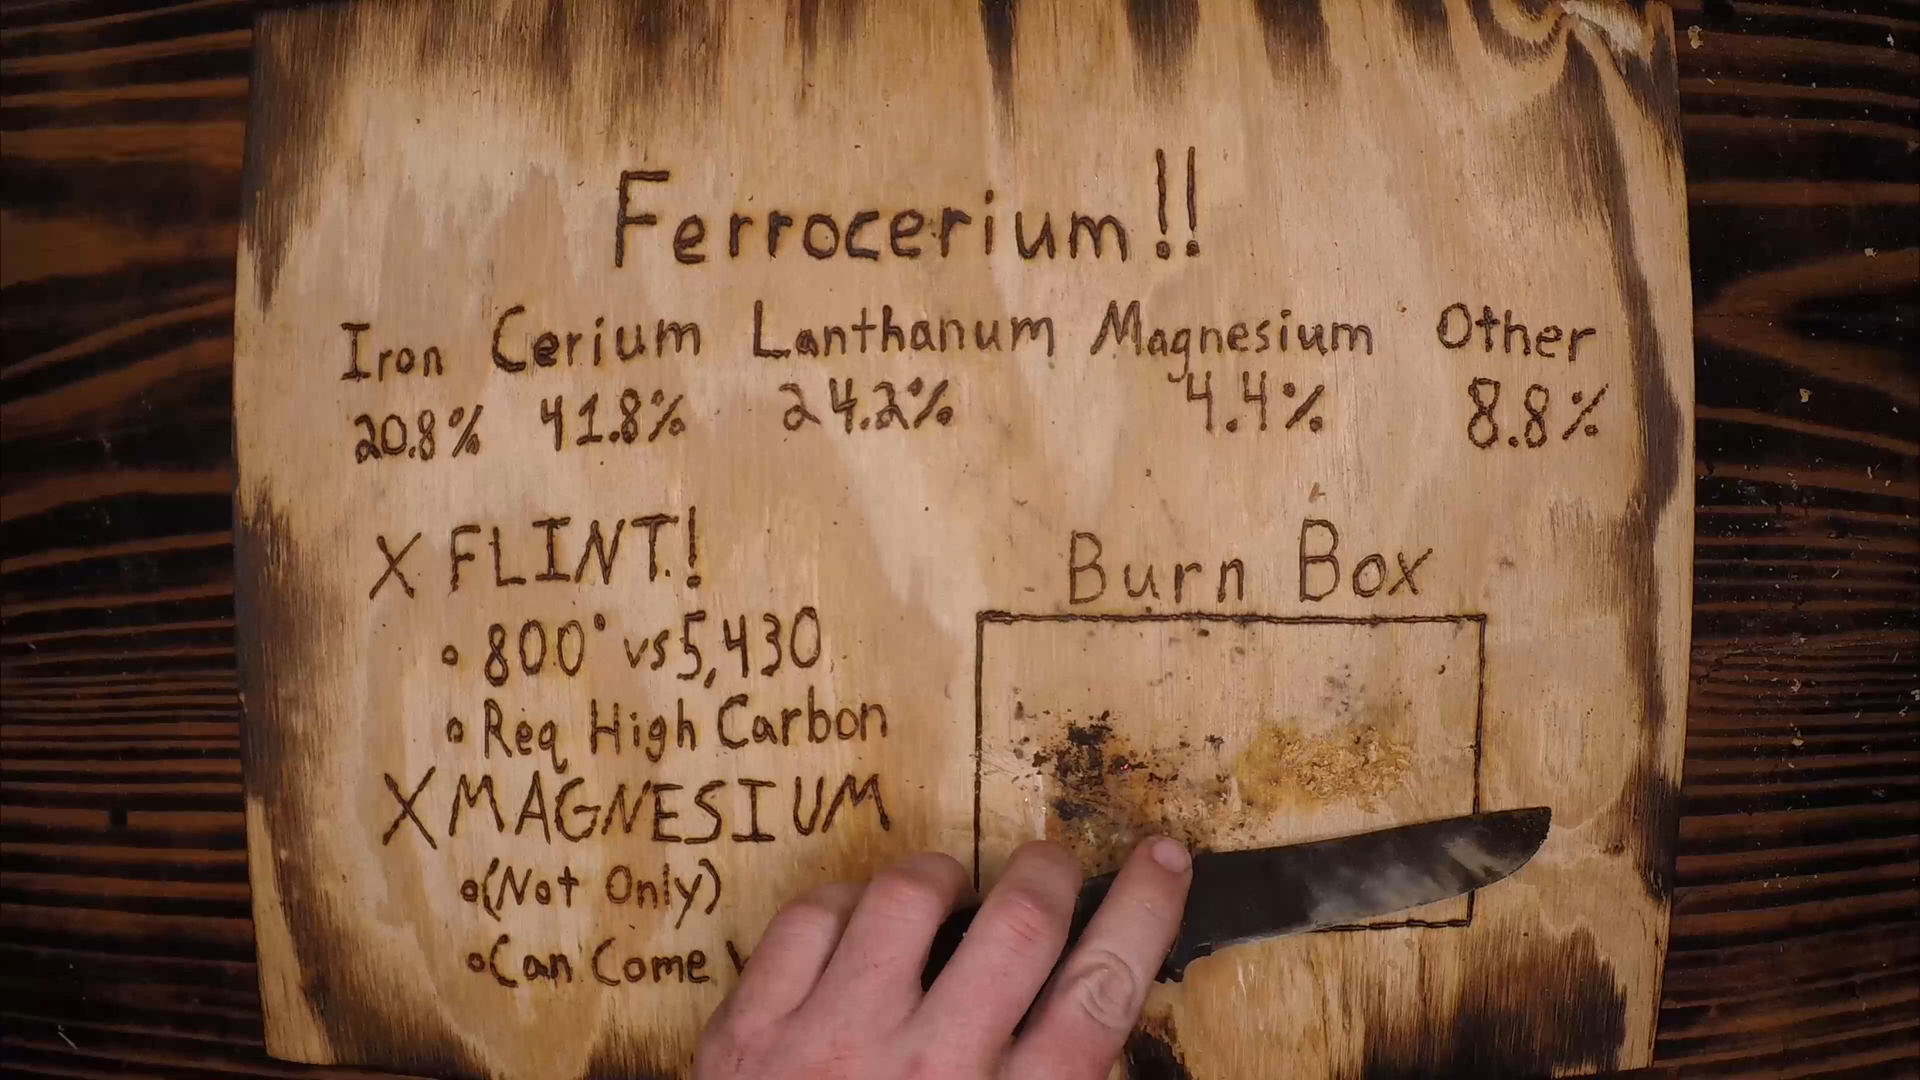 Ferrocerium!!
Iron Cerium Lanthanum Magnesium Other
20.8% 41.8% 24.2% 4.4% 8.8%
X FLINT!
• 800° vs 5,430
• Req High Carbon
X MAGNESIUM
• (Not Only)
• Can Come
Burn Box